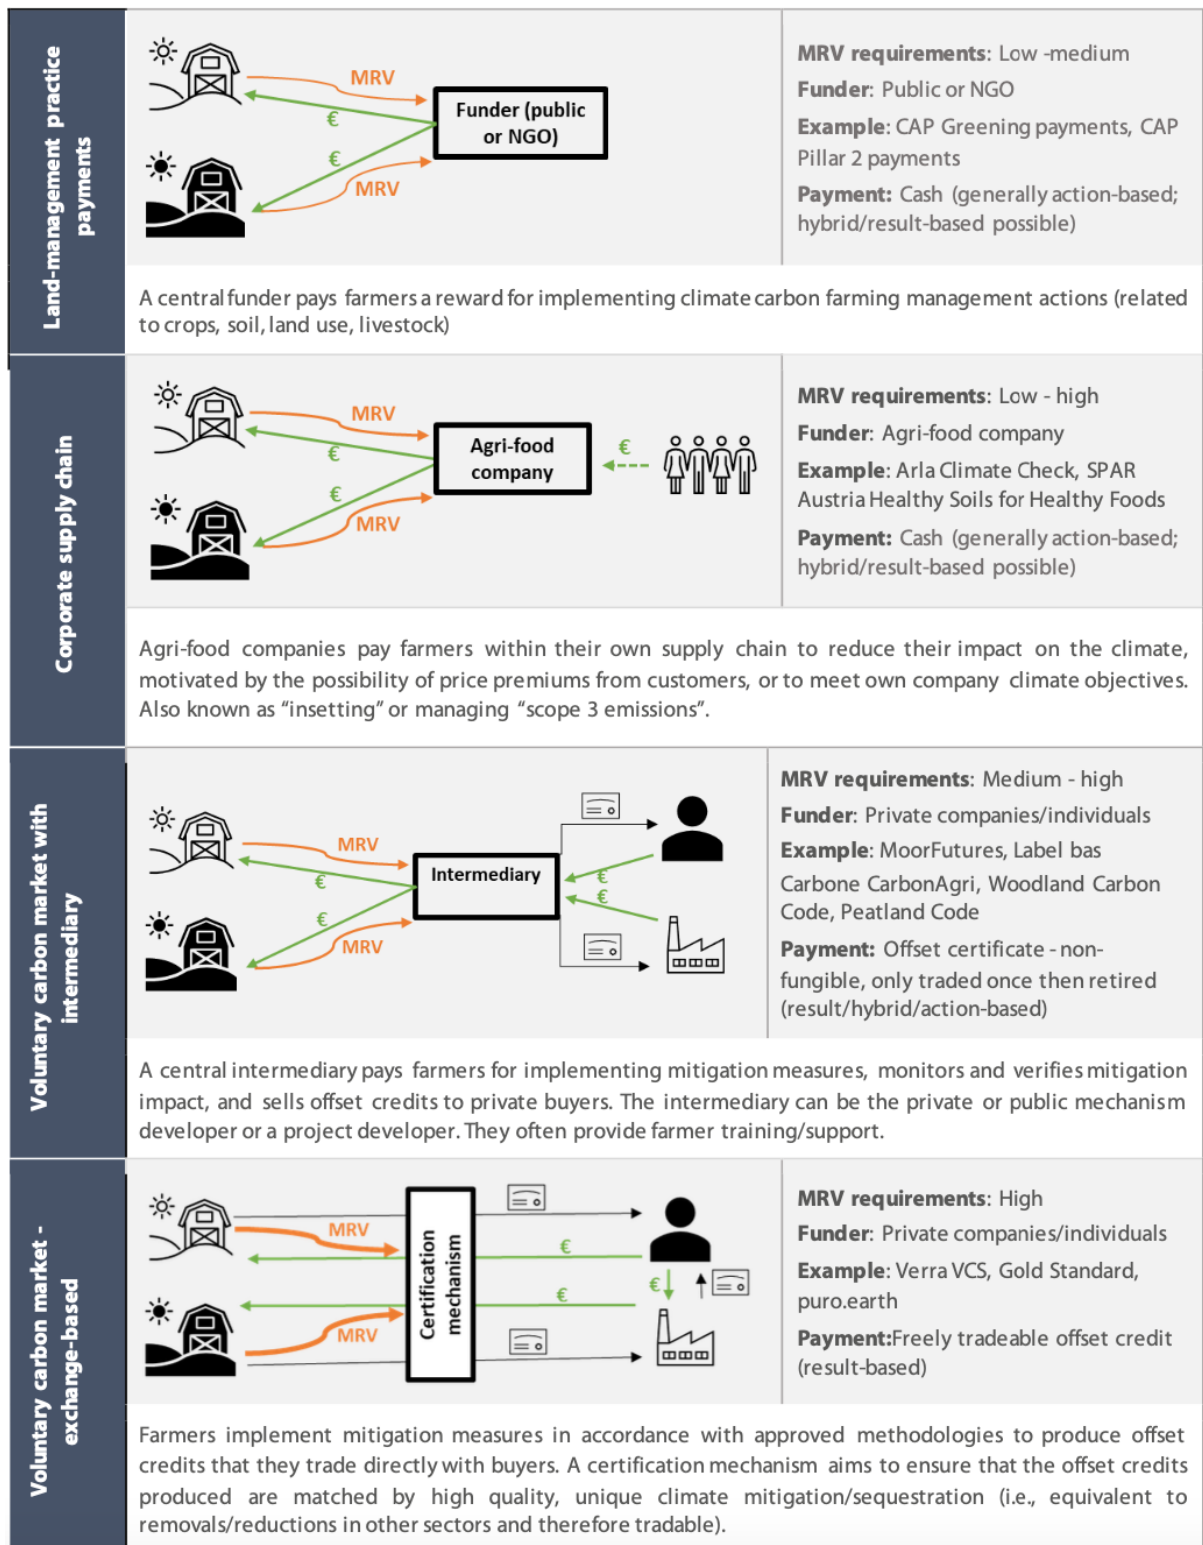 Land-management practice
payments
MRV
€
€
MRV
Funder (public
or NGO)
MRV requirements: Low -medium
Funder: Public or NGO
Example: CAP Greening payments, CAP
Pillar 2 payments
Payment: Cash (generally action-based;
hybrid/result-based possible)
A central funder pays farmers a reward for implementing climate carbon farming management actions (related
to crops, soil, land use, livestock)
Corporate supply chain
MRV
€
€
MRV
Agri-food
company
€
MRV requirements: Low - high
Funder: Agri-food company
Example: Arla Climate Check, SPAR
Austria Healthy Soils for Healthy Foods
Payment: Cash (generally action-based;
hybrid/result-based possible)
Agri-food companies pay farmers within their own supply chain to reduce their impact on the climate,
motivated by the possibility of price premiums from customers, or to meet own company climate objectives.
Also known as “insetting” or managing “scope 3 emissions”.
Voluntary carbon market with
intermediary
MRV
€
€
MRV
Intermediary
€
€
MRV requirements: Medium - high
Funder: Private companies/individuals
Example: MoorFutures, Label bas
Carbone CarbonAgri, Woodland Carbon
Code, Peatland Code
Payment: Offset certificate - non-
fungible, only traded once then retired
(result/hybrid/action-based)
A central intermediary pays farmers for implementing mitigation measures, monitors and verifies mitigation
impact, and sells offset credits to private buyers. The intermediary can be the private or public mechanism
developer or a project developer. They often provide farmer training/support.
Voluntary carbon market -
exchange-based
MRV
MRV
Certification
mechanism
€
€
€
MRV requirements: High
Funder: Private companies/individuals
Example: Verra VCS, Gold Standard,
puro.earth
Payment:Freely tradeable offset credit
(result-based)
Farmers implement mitigation measures in accordance with approved methodologies to produce offset
credits that they trade directly with buyers. A certification mechanism aims to ensure that the offset credits
produced are matched by high quality, unique climate mitigation/sequestration (i.e., equivalent to
removals/reductions in other sectors and therefore tradable).